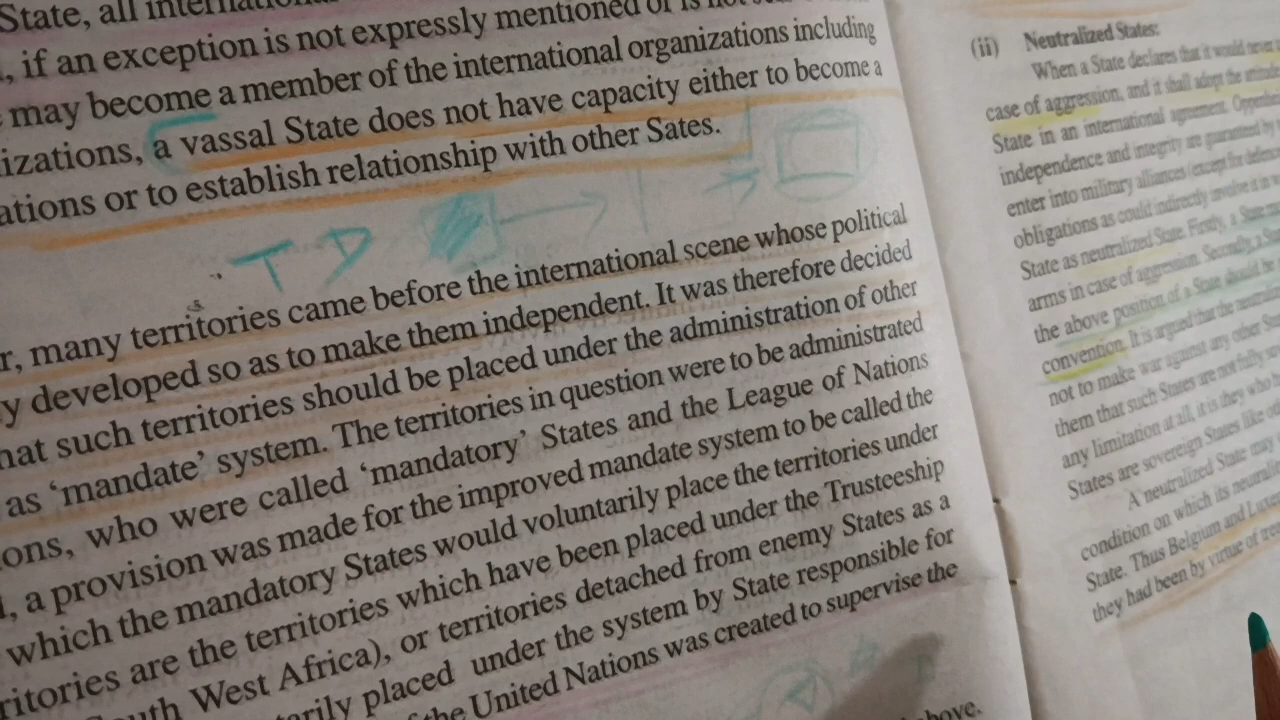 State, all
, if an exception is not expressly mentioned or is not
may become a member of the international organizations including
izations, a vassal State does not have capacity either to become a
ations or to establish relationship with other Sates.
T D
r, many territories came before the international scene whose political
y developed so as to make them independent. It was therefore decided
hat such territories should be placed under the administration of other
as ‘mandate’ system. The territories in question were to be administrated
ions, who were called ‘mandatory’ States and the League of Nations
, a provision was made for the improved mandate system to be called the
which the mandatory States would voluntarily place the territories under
ritories are the territories which have been placed under the Trusteeship
South West Africa), or territories detached from enemy States as a
tarily placed under the system by State responsible for
of the United Nations was created to supervise the
above.
(ii) Neutralized States:
When a State declares that it would never
case of aggression, and it shall adopt the
State in an international agreement.
independence and integrity are guaranteed by
enter into military alliances (except for defence
obligations as could indirectly involve it in
State as neutralized State. Firstly, a State
arms in case of aggression. Secondly, a
the above position of a State should be
convention. It is argued that the
not to make war against any other
them that such States are not fully
any limitation at all, it is they who
States are sovereign States like
A neutralized State may
condition on which its
State. Thus Belgium and
they had been by virtue of